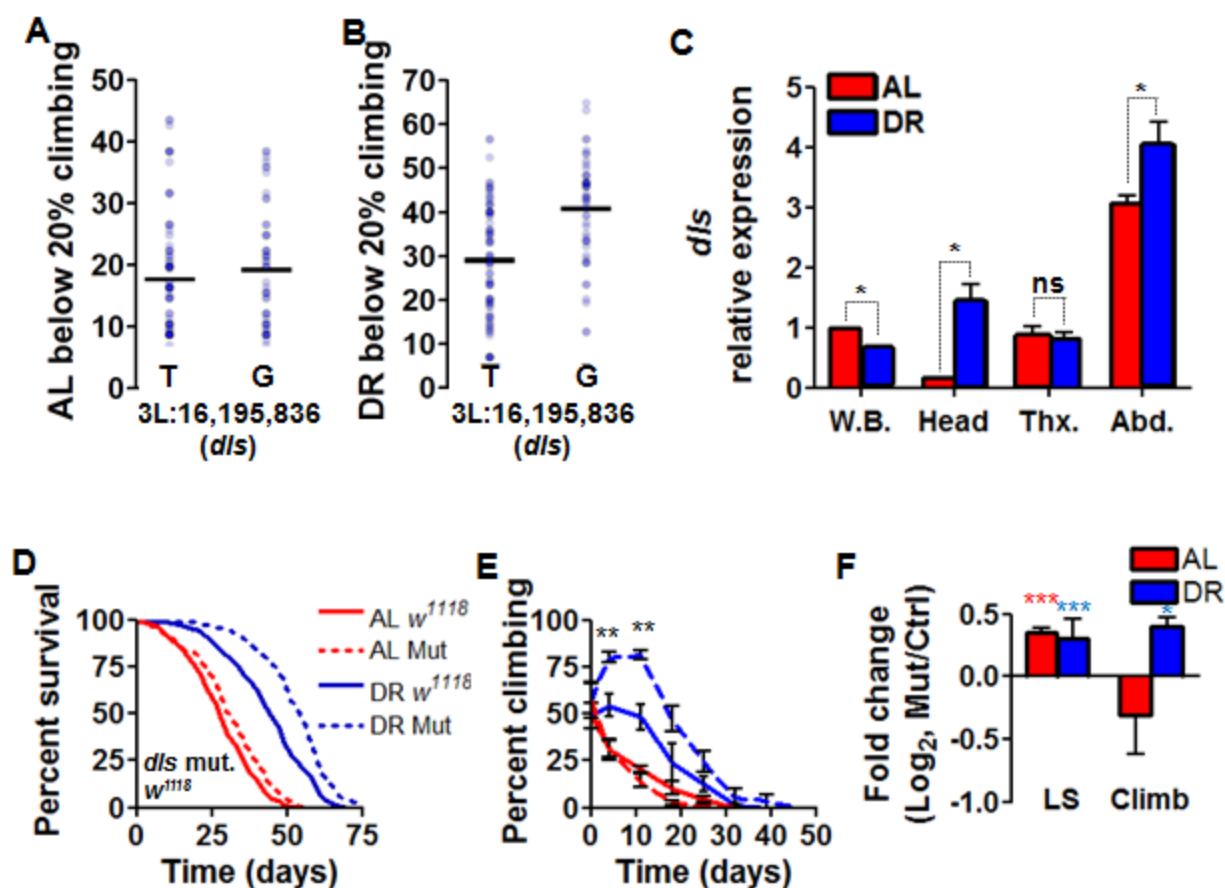 A
AL below 20% climbing
50
40
30
20
10
0
T G
3L:16,195,836
(dls)
B
DR below 20% climbing
70
60
50
40
30
20
10
0
T G
3L:16,195,836
(dls)
C
AL
DR
dls
relative expression
5
4
3
2
1
0
*
*
ns
*
W.B. Head Thx. Abd.
D
Percent survival
100
75
50
25
0
dls mut.
w1118
0 25 50 75
Time (days)
AL w1118
AL Mut
DR w1118
DR Mut
E
Percent climbing
100
75
50
25
0
** **
0 10 20 30 40 50
Time (days)
F
AL
DR
Fold change
(Log2, Mut/Ctrl)
0.5
0.0
-0.5
-1.0
*** *** *
LS Climb